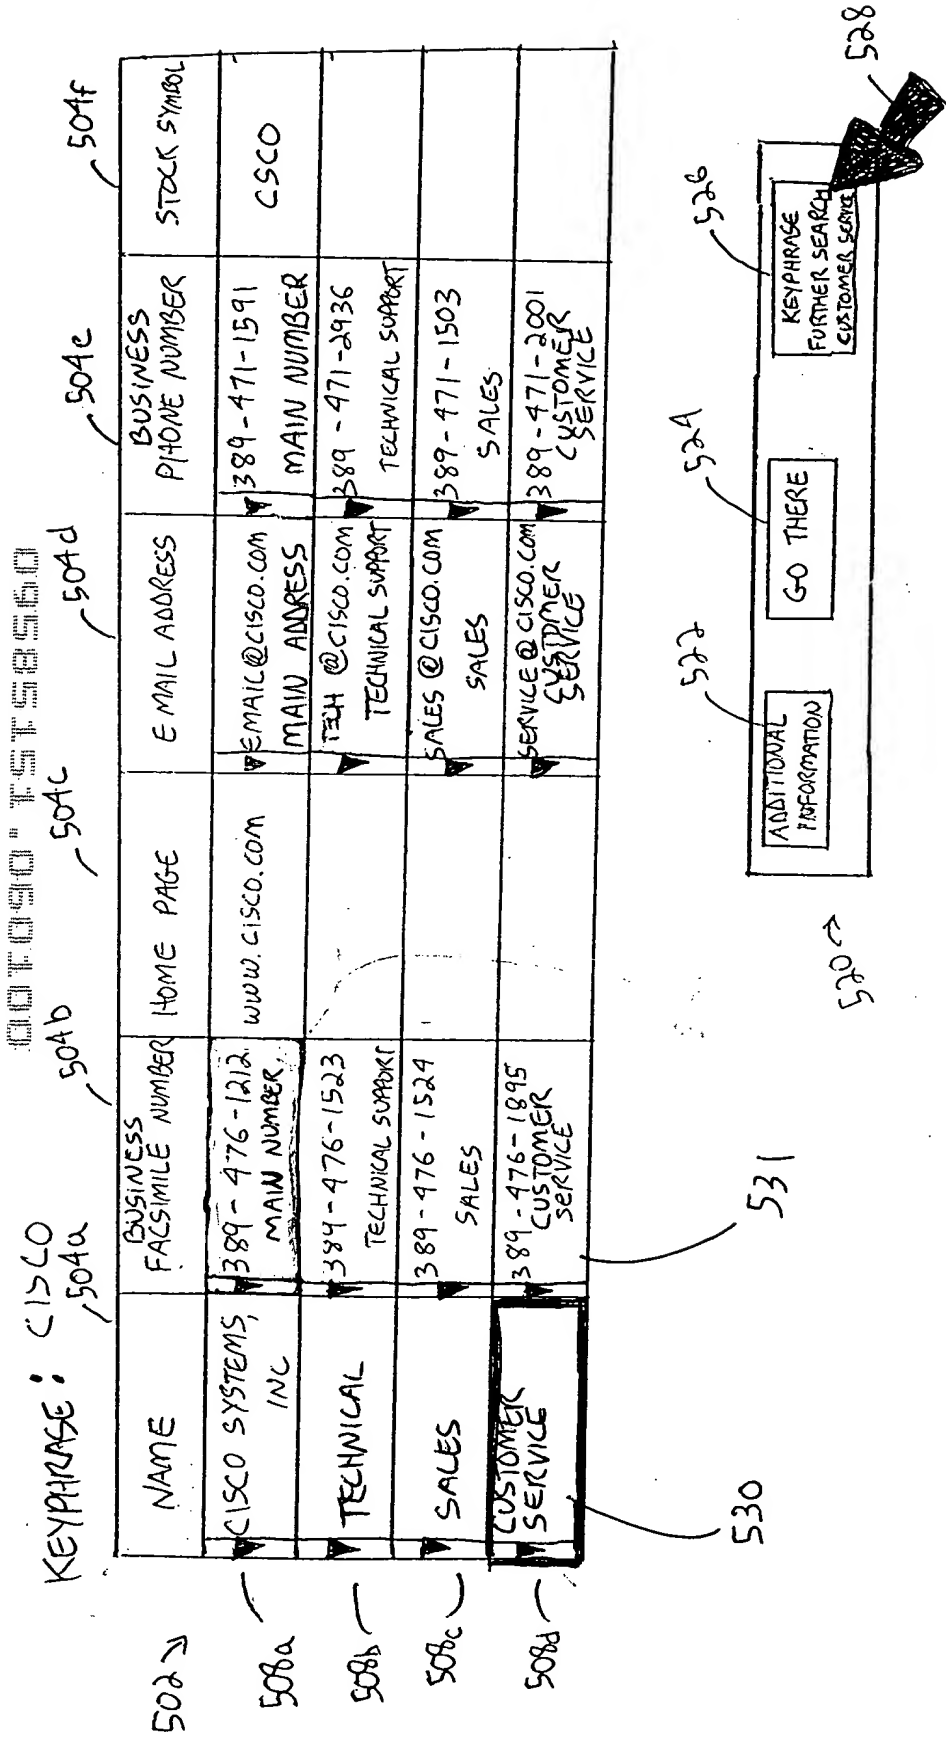 KEYPHRASE: CISCO
504a
504b
504c
504d
504e
504f
502
NAME
BUSINESS
FACSIMILE NUMBER
HOME PAGE
EMAIL ADDRESS
BUSINESS
PHONE NUMBER
STOCK SYMBOL
508a
CISCO SYSTEMS,
INC
389-476-1212
MAIN NUMBER
WWW.CISCO.COM
EMAIL@CISCO.COM
MAIN ADDRESS
389-471-1591
MAIN NUMBER
CSCO
508b
TECHNICAL
384-476-1523
TECHNICAL SUPPORT
TECH @CISCO.COM
TECHNICAL SUPPORT
389-471-2936
TECHNICAL SUPPORT
508c
SALES
389-476-1524
SALES
SALES @ CISCO.COM
SALES
389-471-1503
SALES
508d
CUSTOMER
SERVICE
389-476-1895
CUSTOMER
SERVICE
SERVICE @ CISCO.COM
CUSTOMER
SERVICE
389-471-2001
CUSTOMER
SERVICE
530
531
520
522
524
526
528
ADDITIONAL
INFORMATION
GO THERE
KEYPHRASE
FURTHER SEARCH
CUSTOMER SERVICE